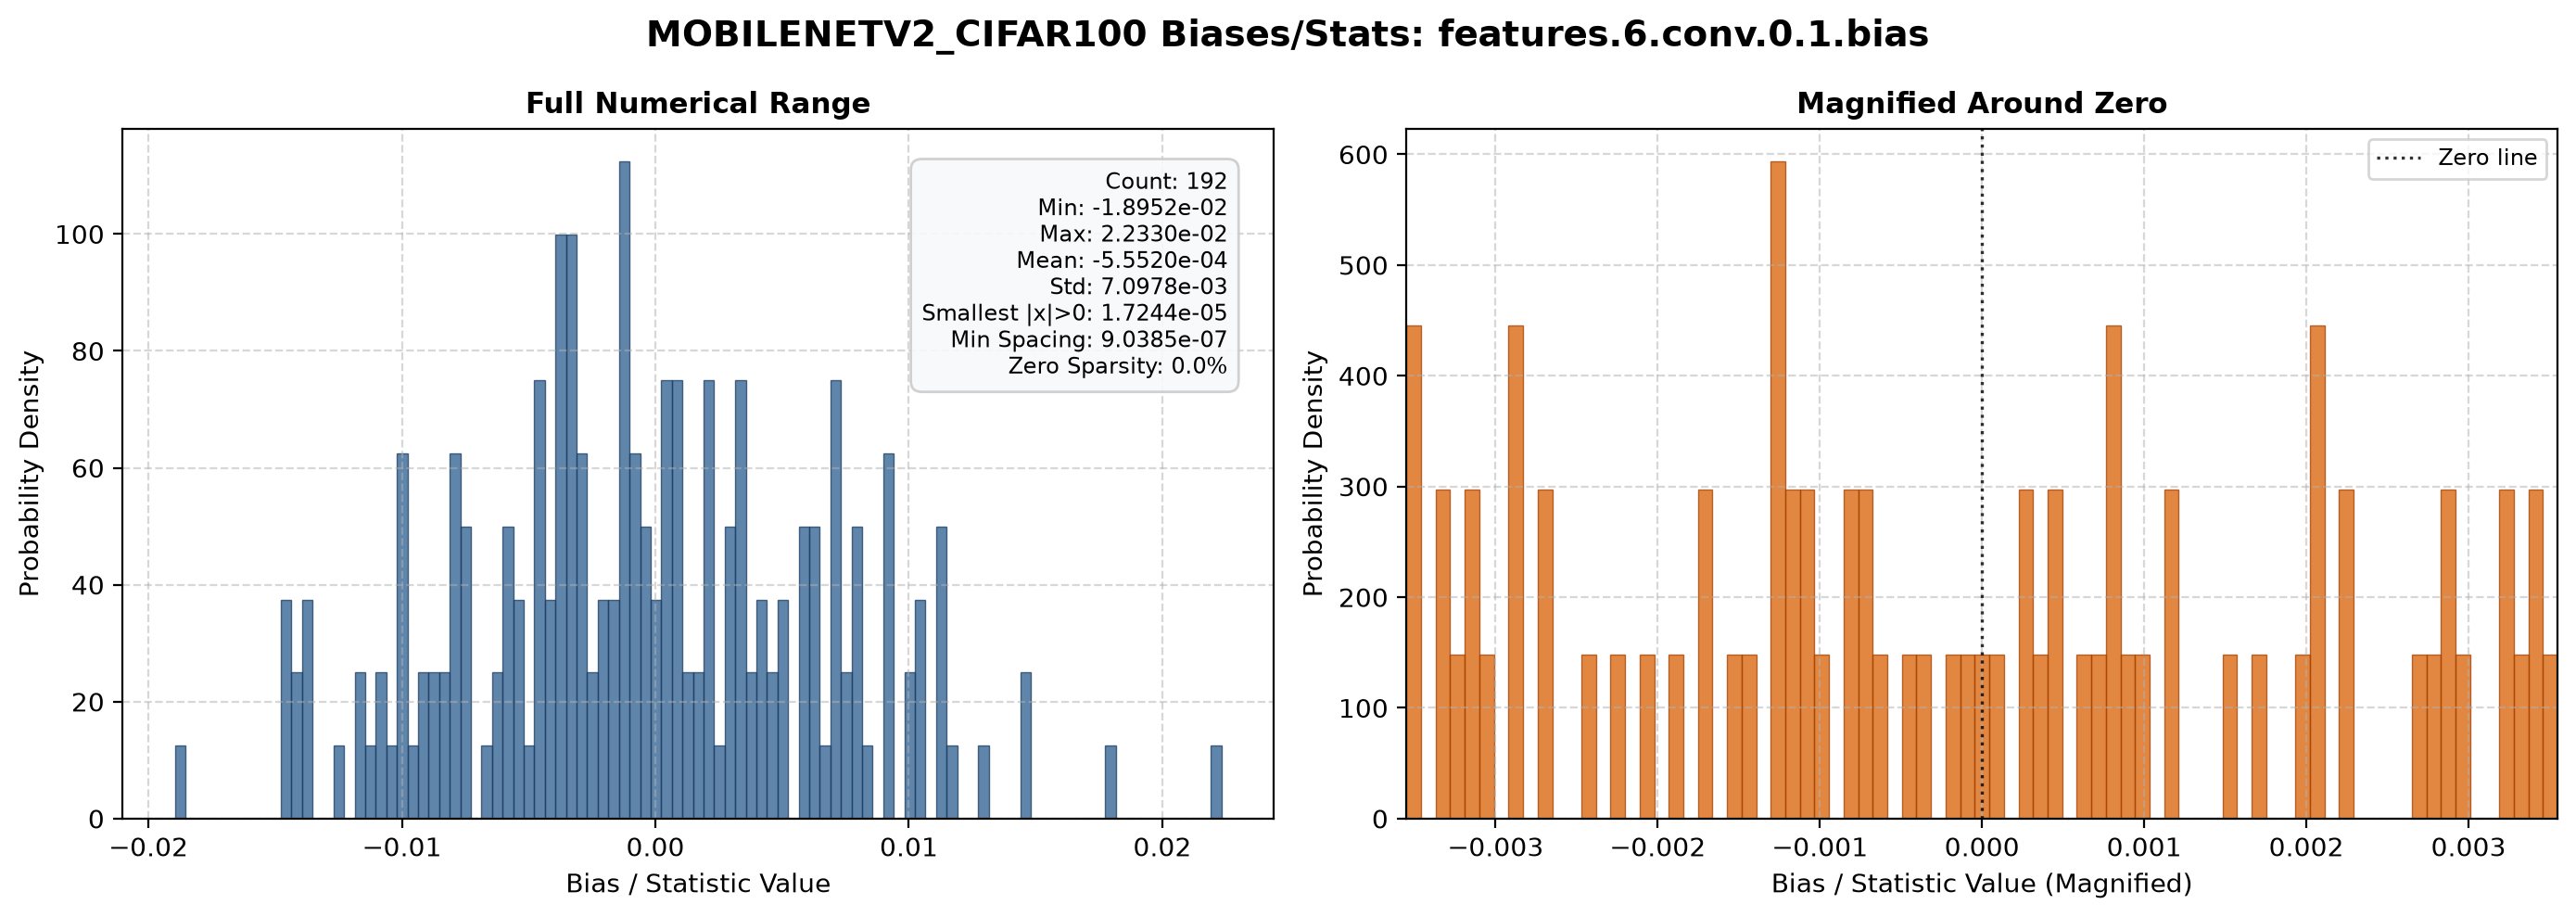 MOBILENETV2_CIFAR100 Biases/Stats: features.6.conv.0.1.bias
Full Numerical Range
Probability Density
100
80
60
40
20
0
Count: 192
Min: -1.8952e-02
Max: 2.2330e-02
Mean: -5.5520e-04
Std: 7.0978e-03
Smallest |x|>0: 1.7244e-05
Min Spacing: 9.0385e-07
Zero Sparsity: 0.0%
−0.02 −0.01 0.00 0.01 0.02
Bias / Statistic Value
Magnified Around Zero
Probability Density
600
500
400
300
200
100
0
Zero line
−0.003 −0.002 −0.001 0.000 0.001 0.002 0.003
Bias / Statistic Value (Magnified)